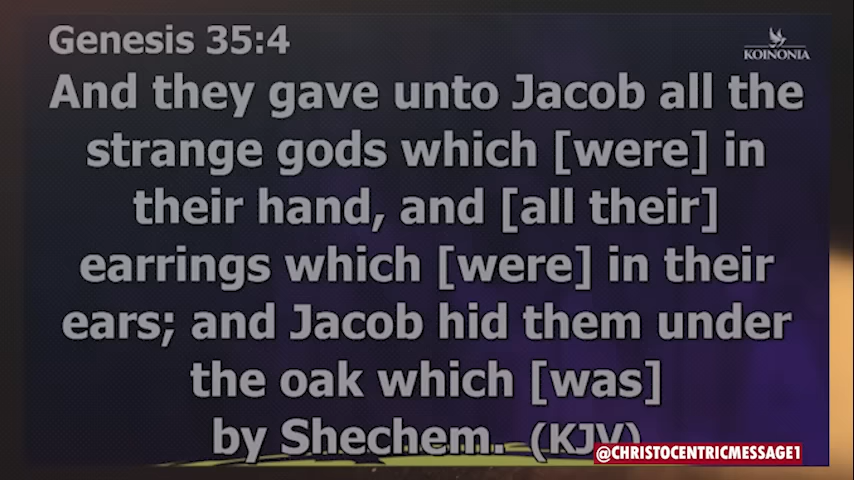 Genesis 35:4
KOINONIA
And they gave unto Jacob all the
strange gods which [were] in
their hand, and [all their]
earrings which [were] in their
ears; and Jacob hid them under
the oak which [was]
by Shechem. (KJV)
@CHRISTOCENTRICMESSAGE1